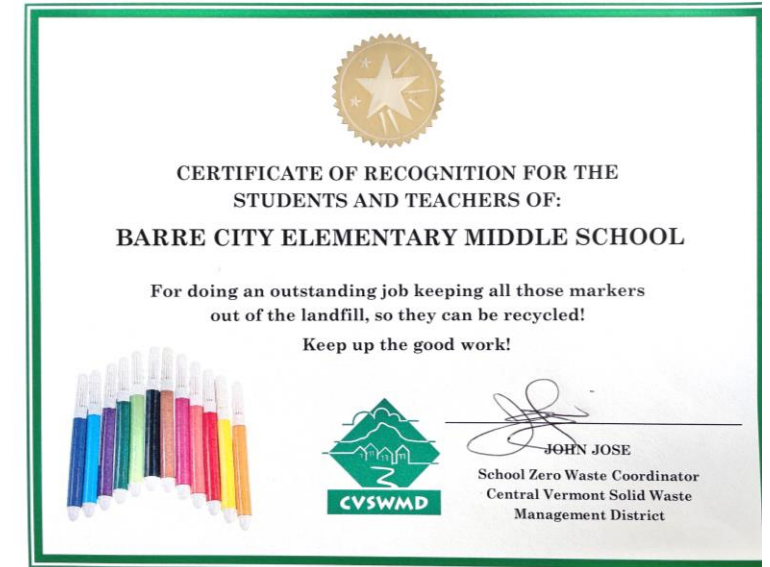 CERTIFICATE OF RECOGNITION FOR THE
STUDENTS AND TEACHERS OF:
BARRE CITY ELEMENTARY MIDDLE SCHOOL
For doing an outstanding job keeping all those markers
out of the landfill, so they can be recycled!
Keep up the good work!
CVSWMD
JOHN JOSE
School Zero Waste Coordinator
Central Vermont Solid Waste
Management District